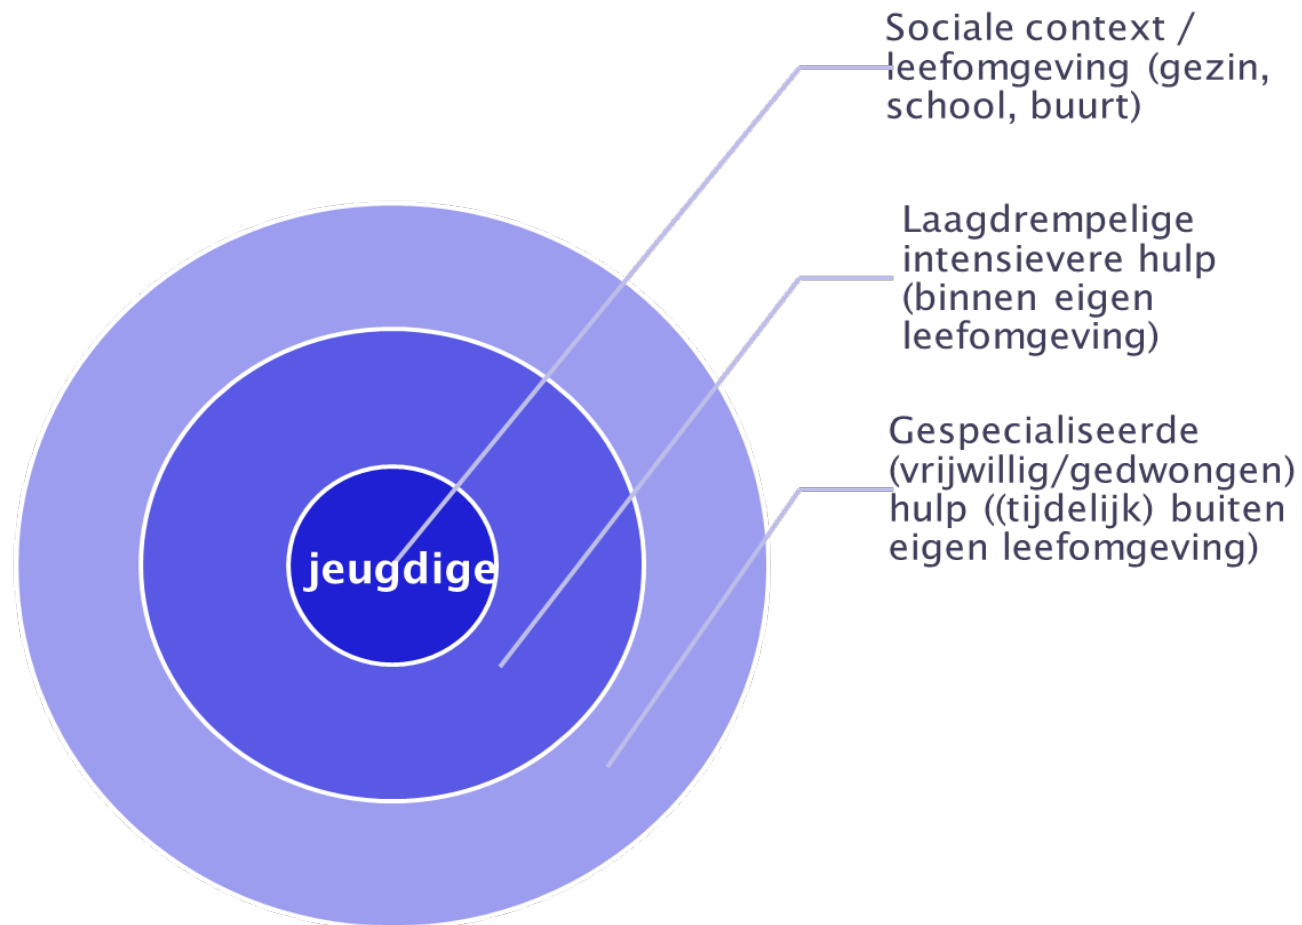 Sociale context /
leefomgeving (gezin,
school, buurt)
Laagdrempelige
intensievere hulp
(binnen eigen
leefomgeving)
Gespecialiseerde
(vrijwillig/gedwongen)
hulp ((tijdelijk) buiten
eigen leefomgeving)
jeugdige